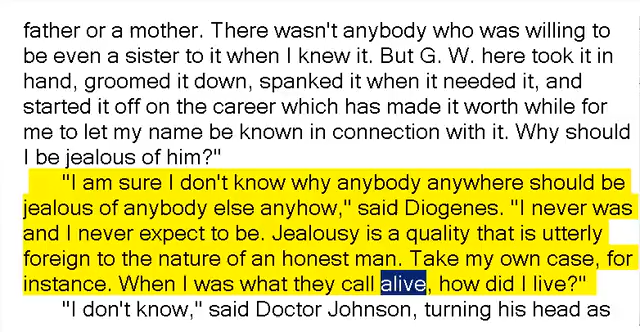 father or a mother. There wasn't anybody who was willing to
be even a sister to it when I knew it. But G. W. here took it in
hand, groomed it down, spanked it when it needed it, and
started it off on the career which has made it worth while for
me to let my name be known in connection with it. Why should
I be jealous of him?"
"I am sure I don't know why anybody anywhere should be
jealous of anybody else anyhow," said Diogenes. "I never was
and I never expect to be. Jealousy is a quality that is utterly
foreign to the nature of an honest man. Take my own case, for
instance. When I was what they call alive, how did I live?"
"I don't know," said Doctor Johnson, turning his head as